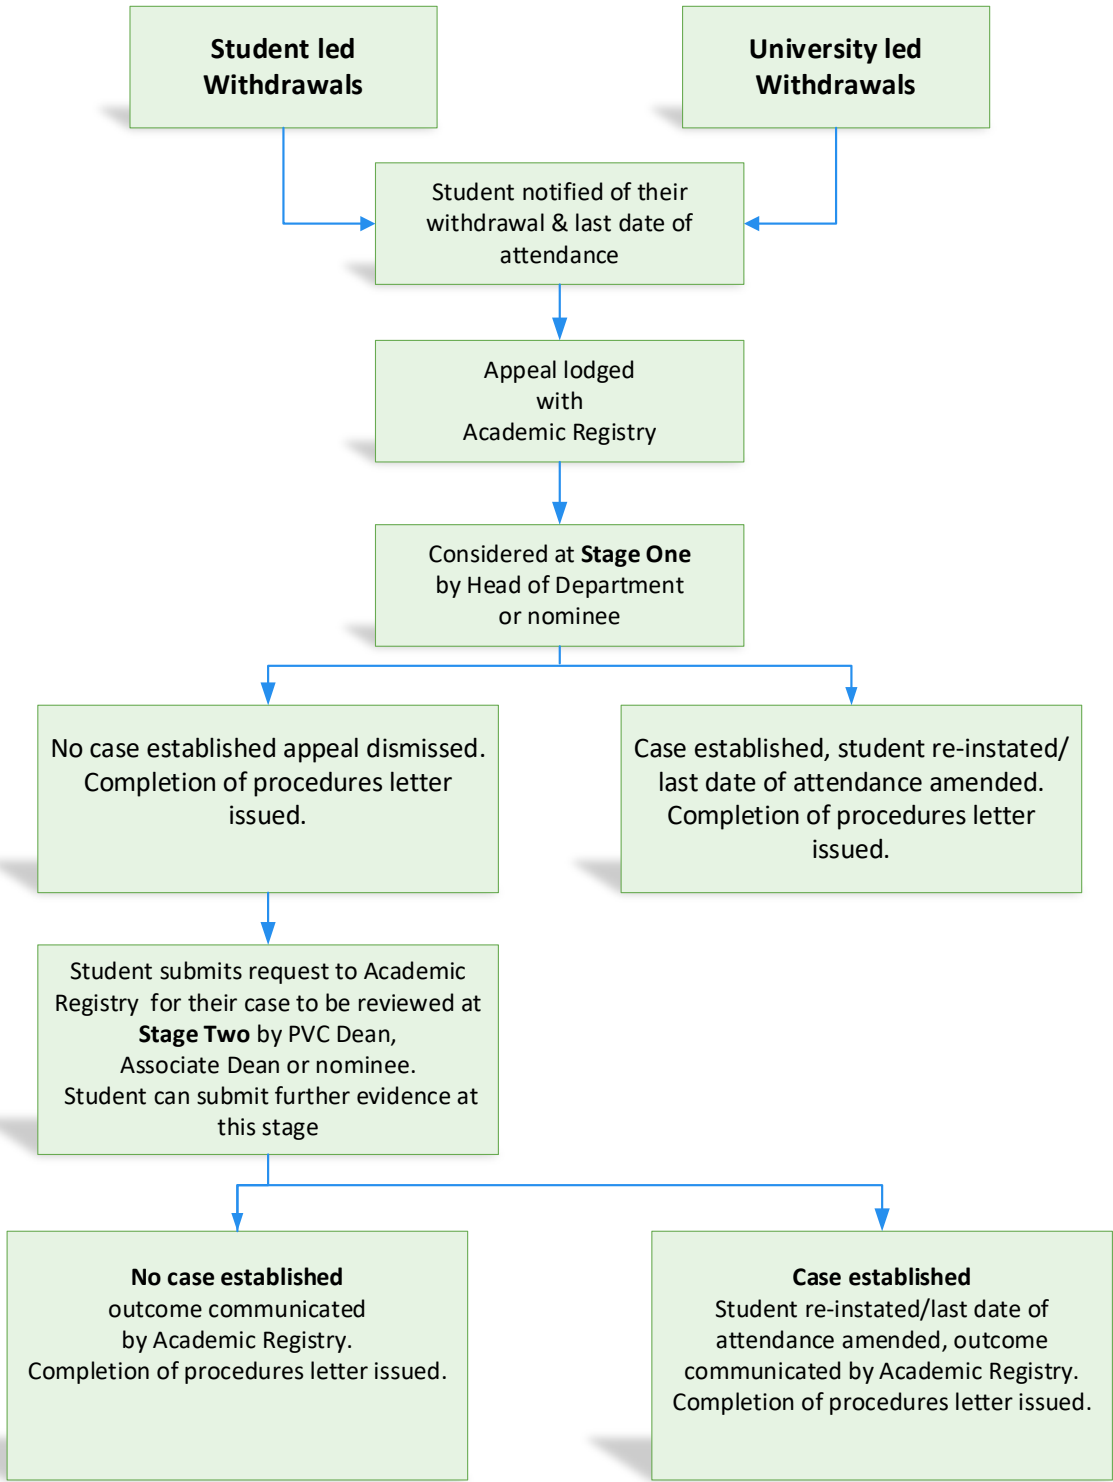 Student led
Withdrawals
University led
Withdrawals
Student notified of their
withdrawal & last date of
attendance
Appeal lodged
with
Academic Registry
Considered at Stage One
by Head of Department
or nominee
No case established appeal dismissed.
Completion of procedures letter
issued.
Case established, student re-instated/
last date of attendance amended.
Completion of procedures letter
issued.
Student submits request to Academic
Registry for their case to be reviewed at
Stage Two by PVC Dean,
Associate Dean or nominee.
Student can submit further evidence at
this stage
No case established
outcome communicated
by Academic Registry.
Completion of procedures letter issued.
Case established
Student re-instated/last date of
attendance amended, outcome
communicated by Academic Registry.
Completion of procedures letter issued.